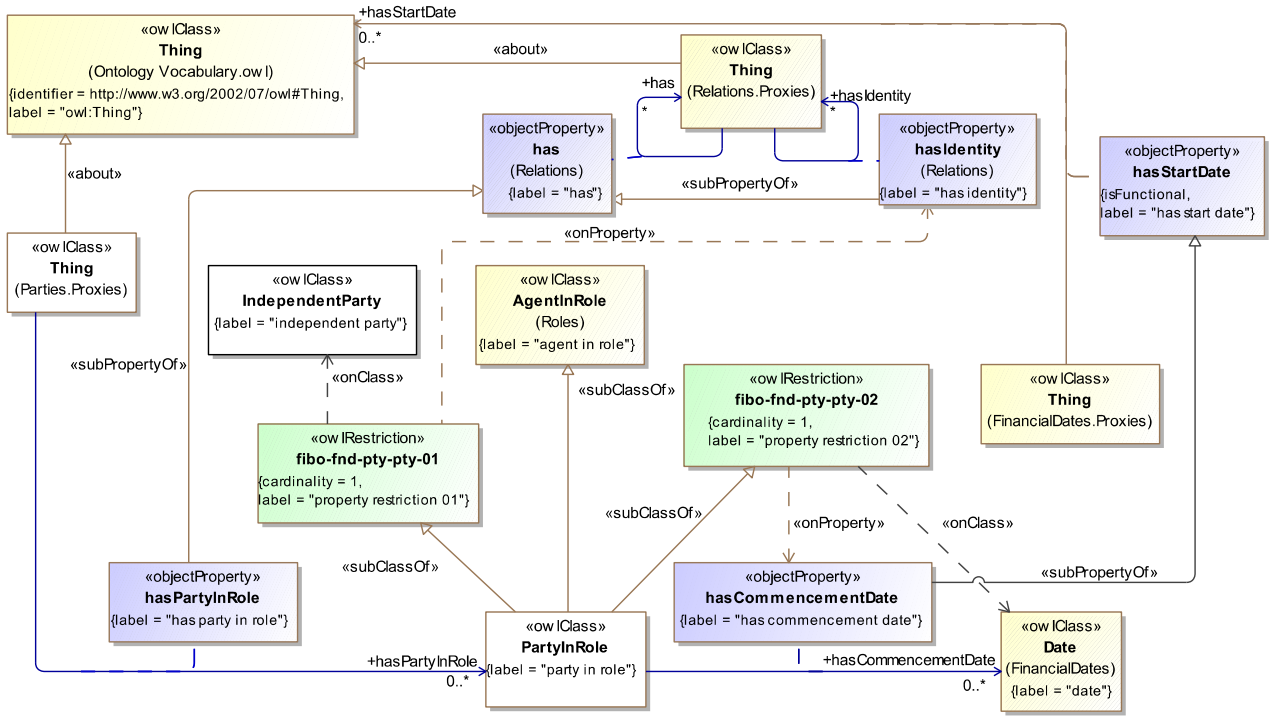 «owlClass»
Thing
(Ontology Vocabulary.owl)
{identifier = http://www.w3.org/2002/07/owl#Thing,
label = "owl:Thing"}
+hasStartDate
0..*
«about»
«owlClass»
Thing
(Relations.Proxies)
+has
*
+hasIdentity
*
«objectProperty»
has
(Relations)
{label = "has"}
«objectProperty»
hasIdentity
(Relations)
{label = "has identity"}
«subPropertyOf»
«objectProperty»
hasStartDate
{isFunctional,
label = "has start date"}
«about»
«onProperty»
«owlClass»
Thing
(Parties.Proxies)
«owlClass»
IndependentParty
{label = "independent party"}
«owlClass»
AgentInRole
(Roles)
{label = "agent in role"}
«subPropertyOf»
«onClass»
«subClassOf»
«owlRestriction»
fibo-fnd-pty-pty-02
{cardinality = 1,
label = "property restriction 02"}
«owlClass»
Thing
(FinancialDates.Proxies)
«owlRestriction»
fibo-fnd-pty-pty-01
{cardinality = 1,
label = "property restriction 01"}
«subClassOf»
«onProperty»
«onClass»
«subClassOf»
«subPropertyOf»
«objectProperty»
hasPartyInRole
{label = "has party in role"}
«objectProperty»
hasCommencementDate
{label = "has commencement date"}
«owlClass»
PartyInRole
{label = "party in role"}
«owlClass»
Date
(FinancialDates)
{label = "date"}
+hasPartyInRole
0..*
+hasCommencementDate
0..*